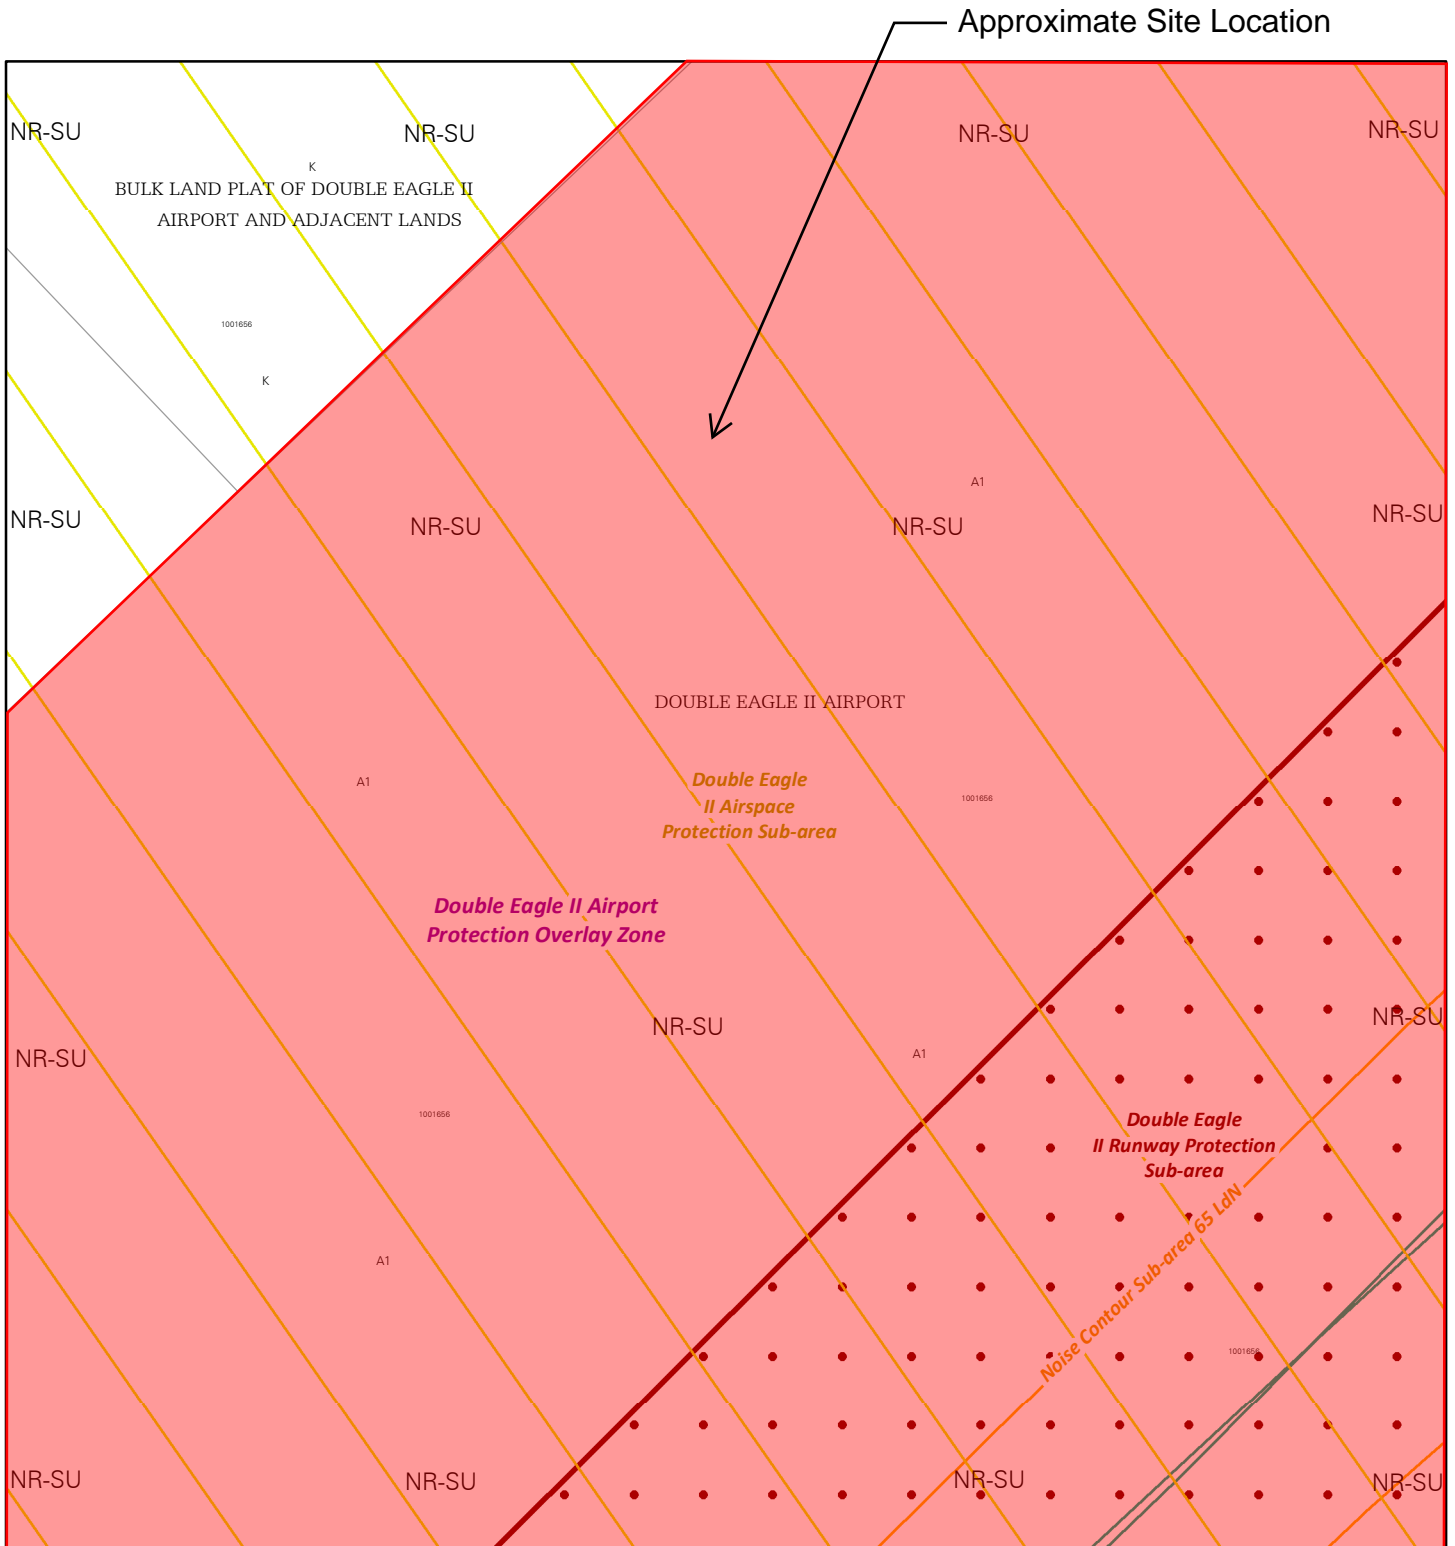 Approximate Site Location
NR-SU
NR-SU
NR-SU
NR-SU
K
BULK LAND PLAT OF DOUBLE EAGLE II
AIRPORT AND ADJACENT LANDS
1001656
K
A1
NR-SU
NR-SU
NR-SU
NR-SU
DOUBLE EAGLE II AIRPORT
A1
Double Eagle
II Airspace
Protection Sub-area
1001656
Double Eagle II Airport
Protection Overlay Zone
NR-SU
NR-SU
NR-SU
A1
1001656
Double Eagle
II Runway Protection
Sub-area
Noise Contour Sub-area 65 LdN
A1
1001656
NR-SU
NR-SU
NR-SU
NR-SU